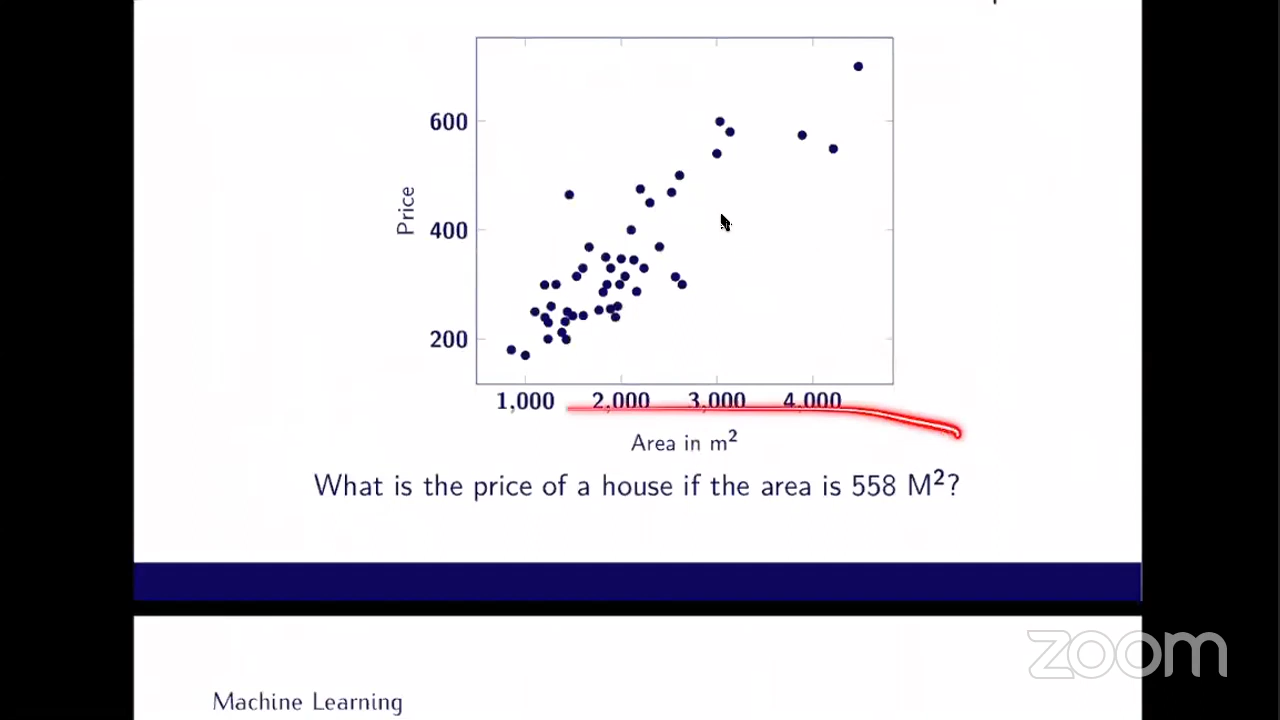 600
400
200
Price
1,000 2,000 3,000 4,000
Area in m²
What is the price of a house if the area is 558 M²?
zoom
Machine Learning